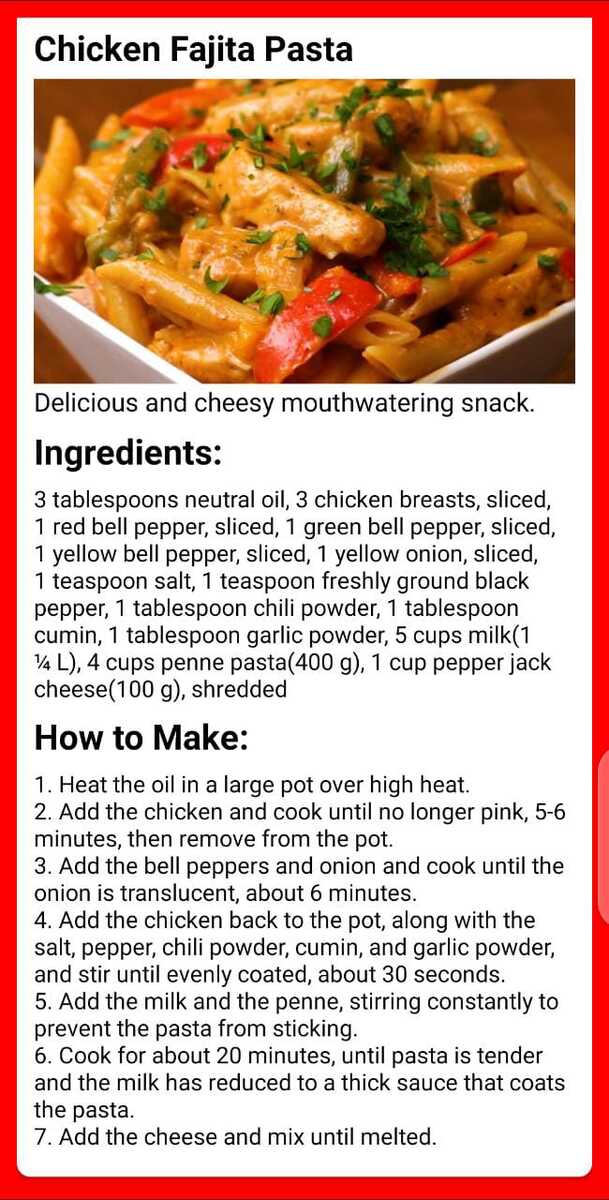 Chicken Fajita Pasta
Delicious and cheesy mouthwatering snack.
Ingredients:
3 tablespoons neutral oil, 3 chicken breasts, sliced,
1 red bell pepper, sliced, 1 green bell pepper, sliced,
1 yellow bell pepper, sliced, 1 yellow onion, sliced,
1 teaspoon salt, 1 teaspoon freshly ground black
pepper, 1 tablespoon chili powder, 1 tablespoon
cumin, 1 tablespoon garlic powder, 5 cups milk(1
¼ L), 4 cups penne pasta(400 g), 1 cup pepper jack
cheese(100 g), shredded
How to Make:
1. Heat the oil in a large pot over high heat.
2. Add the chicken and cook until no longer pink, 5-6
minutes, then remove from the pot.
3. Add the bell peppers and onion and cook until the
onion is translucent, about 6 minutes.
4. Add the chicken back to the pot, along with the
salt, pepper, chili powder, cumin, and garlic powder,
and stir until evenly coated, about 30 seconds.
5. Add the milk and the penne, stirring constantly to
prevent the pasta from sticking.
6. Cook for about 20 minutes, until pasta is tender
and the milk has reduced to a thick sauce that coats
the pasta.
7. Add the cheese and mix until melted.